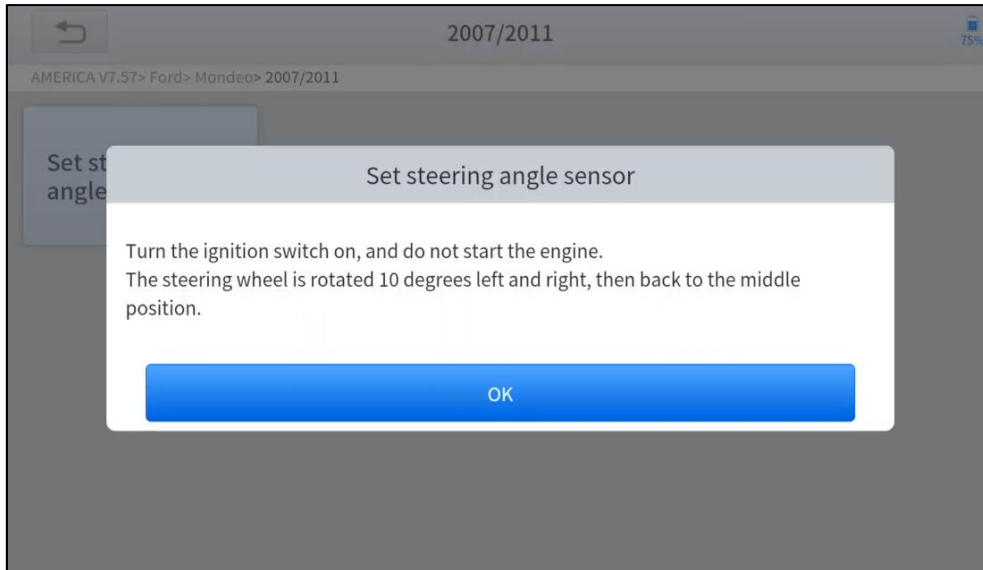 2007/2011
75%
AMERICA V7.57> Ford> Mondeo> 2007/2011
Set st
angle
Set steering angle sensor
Turn the ignition switch on, and do not start the engine.
The steering wheel is rotated 10 degrees left and right, then back to the middle
position.
OK